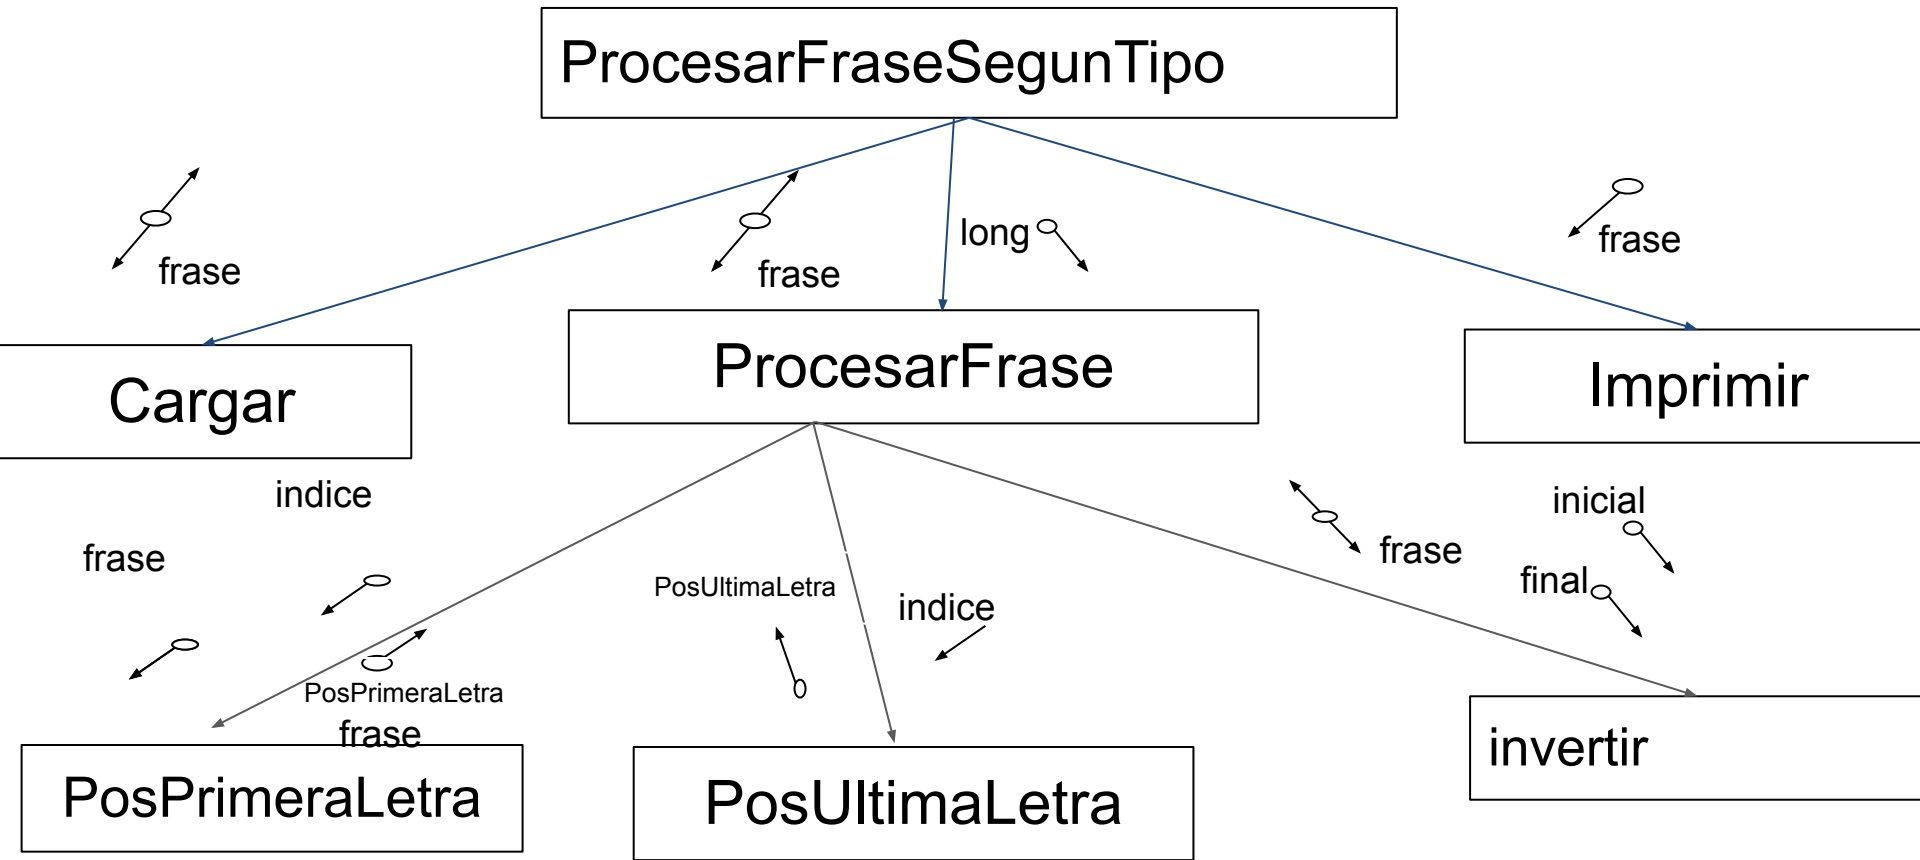 ProcesarFraseSegunTipo
long
frase
frase
frase
ProcesarFrase
Cargar
Imprimir
indice
inicial
frase
frase
PosUltimaLetra
indice
final
PosPrimeraLetra
frase
invertir
PosPrimeraLetra
PosUltimaLetra